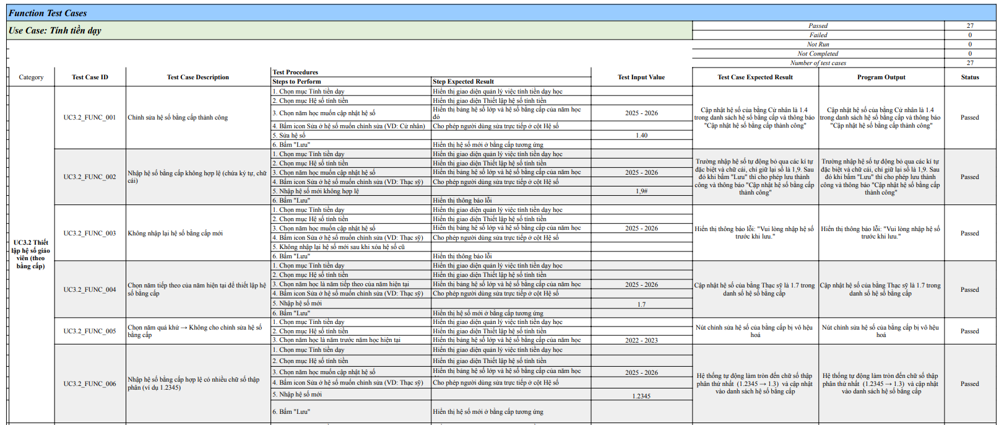 Function Test Cases
Use Case: Tính tiền dạy
Passed 27
Failed 0
Not Run 0
Not Completed 0
Number of test cases 27
Category
Test Case ID
Test Case Description
Test Procedures
Steps to Perform
Step Expected Result
Test Input Value
Test Case Expected Result
Program Output
Status
UC3.2 Thiết
lập hệ số giáo
viên (theo
bằng cấp)
UC3.2_FUNC_001
Chỉnh sửa hệ số bằng cấp thành công
1. Chọn mục Tính tiền dạy
Hiển thị giao diện quản lý việc tính tiền dạy học
2. Chọn mục Hệ số tính tiền
Hiển thị giao diện Thiết lập hệ số tính tiền
3. Chọn năm học muốn cập nhật hệ số
Hiển thị bảng hệ số lớp và hệ số bằng cấp của năm học
đó
2025 - 2026
4. Bấm icon Sửa ở hệ số muốn chỉnh sửa (VD: Cử nhân)
Cho phép người dùng sửa trực tiếp ở cột Hệ số
5. Sửa hệ số
1.40
6. Bấm "Lưu"
Hiển thị hệ số mới ở bằng cấp tương ứng
Cập nhật hệ số của bằng Cử nhân là 1.4
trong danh sách hệ số bằng cấp và thông báo
"Cập nhật hệ số bằng cấp thành công"
Cập nhật hệ số của bằng Cử nhân là 1.4
trong danh sách hệ số bằng cấp và thông báo
"Cập nhật hệ số bằng cấp thành công"
Passed
UC3.2_FUNC_002
Nhập hệ số bằng cấp không hợp lệ (chứa ký tự, chữ
cái)
1. Chọn mục Tính tiền dạy
Hiển thị giao diện quản lý việc tính tiền dạy học
2. Chọn mục Hệ số tính tiền
Hiển thị giao diện Thiết lập hệ số tính tiền
3. Chọn năm học muốn cập nhật hệ số
Hiển thị bảng hệ số lớp và hệ số bằng cấp của năm học
2025 - 2026
4. Bấm icon Sửa ở hệ số muốn chỉnh sửa (VD: Thạc sỹ)
Cho phép người dùng sửa trực tiếp ở cột Hệ số
5. Nhập hệ số mới không hợp lệ
1,9#
6. Bấm "Lưu"
Hiển thị thông báo lỗi
Trường nhập hệ số tự động bỏ qua các kí tự
đặc biệt và chữ cái, chỉ giữ lại số là 1,9. Sau
đó khi bấm "Lưu" thì cho phép lưu thành
công và thông báo "Cập nhật hệ số bằng cấp
thành công"
Trường nhập hệ số tự động bỏ qua các kí tự
đặc biệt và chữ cái, chỉ giữ lại số là 1,9. Sau
đó khi bấm "Lưu" thì cho phép lưu thành
công và thông báo "Cập nhật hệ số bằng cấp
thành công"
Passed
UC3.2_FUNC_003
Không nhập lại hệ số bằng cấp mới
1. Chọn mục Tính tiền dạy
Hiển thị giao diện quản lý việc tính tiền dạy học
2. Chọn mục Hệ số tính tiền
Hiển thị giao diện Thiết lập hệ số tính tiền
3. Chọn năm học muốn cập nhật hệ số
Hiển thị bảng hệ số lớp và hệ số bằng cấp của năm học
2025 - 2026
4. Bấm icon Sửa ở hệ số muốn chỉnh sửa (VD: Thạc sỹ)
Cho phép người dùng sửa trực tiếp ở cột Hệ số
5. Không nhập lại hệ số mới sau khi xóa hệ số cũ
6. Bấm "Lưu"
Hiển thị thông báo lỗi
Hiển thị thông báo lỗi: "Vui lòng nhập hệ số
trước khi lưu."
Hiển thị thông báo lỗi: "Vui lòng nhập hệ số
trước khi lưu."
Passed
UC3.2_FUNC_004
Chọn năm tiếp theo của năm hiện tại để thiết lập hệ
số bằng cấp
1. Chọn mục Tính tiền dạy
Hiển thị giao diện quản lý việc tính tiền dạy học
2. Chọn mục Hệ số tính tiền
Hiển thị giao diện Thiết lập hệ số tính tiền
3. Chọn năm học là năm tiếp theo của năm hiện tại
Hiển thị bảng hệ số lớp và hệ số bằng cấp của năm học
2025 - 2026
4. Bấm icon Sửa ở hệ số muốn chỉnh sửa (VD: Thạc sỹ)
Cho phép người dùng sửa trực tiếp ở cột Hệ số
5. Nhập hệ số mới
1.7
6. Bấm "Lưu"
Hiển thị hệ số mới ở bằng cấp tương ứng
Cập nhật hệ số của bằng Thạc sỹ là 1.7 trong
danh số hệ số bằng cấp
Cập nhật hệ số của bằng Thạc sỹ là 1.7 trong
danh số hệ số bằng cấp
Passed
UC3.2_FUNC_005
Chọn năm quá khứ → Không cho chỉnh sửa hệ số
bằng cấp
1. Chọn mục Tính tiền dạy
Hiển thị giao diện quản lý việc tính tiền dạy học
2. Chọn mục Hệ số tính tiền
Hiển thị giao diện Thiết lập hệ số tính tiền
3. Chọn năm học là năm trước năm học hiện tại
Hiển thị bảng hệ số lớp và hệ số bằng cấp của năm học
2022 - 2023
Nút chỉnh sửa hệ số của bằng cấp bị vô hệu
hoá
Nút chỉnh sửa hệ số của bằng cấp bị vô hệu
hoá
Passed
UC3.2_FUNC_006
Nhập hệ số bằng cấp hợp lệ có nhiều chữ số thập
phân (ví dụ 1.2345)
1. Chọn mục Tính tiền dạy
Hiển thị giao diện quản lý việc tính tiền dạy học
2. Chọn mục Hệ số tính tiền
Hiển thị giao diện Thiết lập hệ số tính tiền
3. Chọn năm học muốn cập nhật hệ số
Hiển thị bảng hệ số lớp và hệ số bằng cấp của năm học
2025 - 2026
4. Bấm icon Sửa ở hệ số muốn chỉnh sửa (VD: Thạc sỹ)
Cho phép người dùng sửa trực tiếp ở cột Hệ số
5. Nhập hệ số mới
1.2345
6. Bấm "Lưu"
Hiển thị hệ số mới ở bằng cấp tương ứng
Hệ thống tự động làm tròn đến chữ số thập
phân thứ nhất (1.2345 → 1.3) và cập nhật
vào danh sách hệ số bằng cấp
Hệ thống tự động làm tròn đến chữ số thập
phân thứ nhất (1.2345 → 1.3) và cập nhật
vào danh sách hệ số bằng cấp
Passed